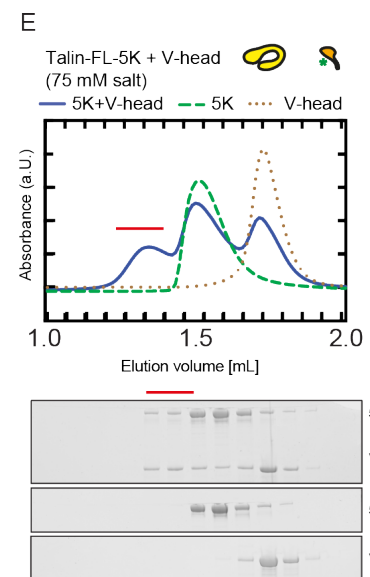 E
Talin-FL-5K + V-head
(75 mM salt)
5K+V-head 5K V-head
Absorbance (a.U.)
1.0 1.5 2.0
Elution volume [mL]